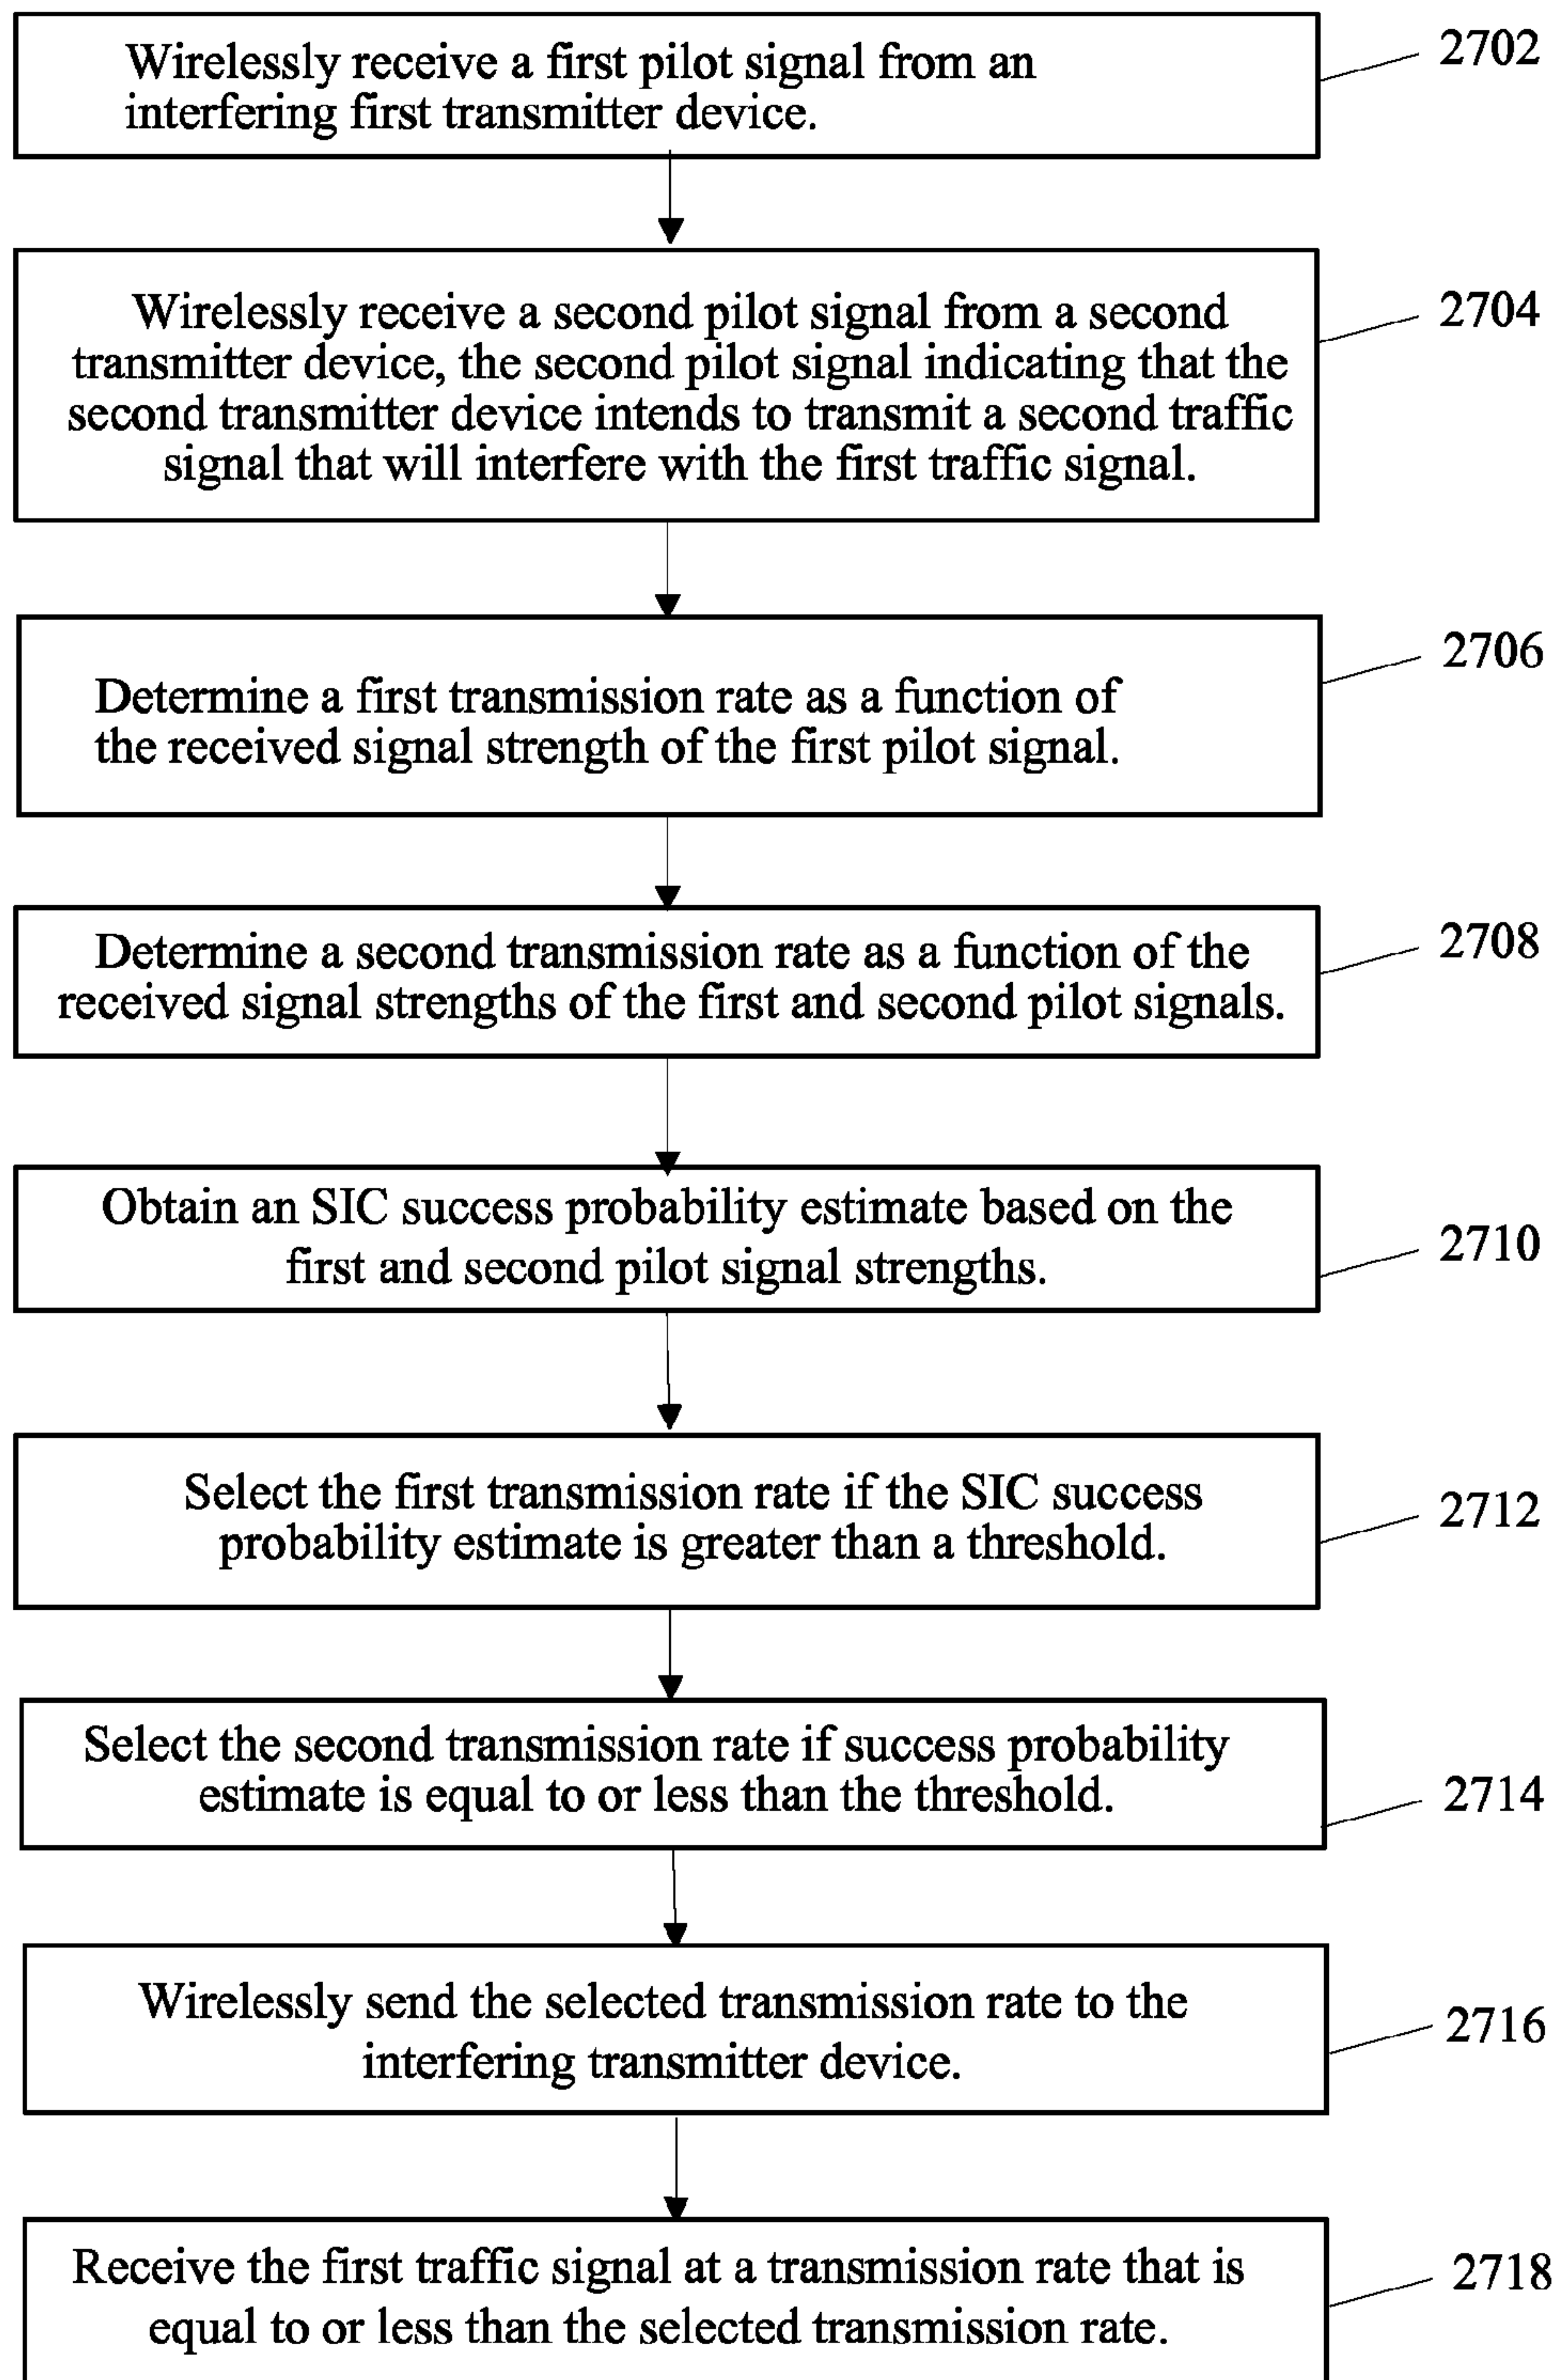 Wirelessly receive a first pilot signal from an
interfering first transmitter device.
2702
Wirelessly receive a second pilot signal from a second
transmitter device, the second pilot signal indicating that the
second transmitter device intends to transmit a second traffic
signal that will interfere with the first traffic signal.
2704
Determine a first transmission rate as a function of
the received signal strength of the first pilot signal.
2706
Determine a second transmission rate as a function of the
received signal strengths of the first and second pilot signals.
2708
Obtain an SIC success probability estimate based on the
first and second pilot signal strengths.
2710
Select the first transmission rate if the SIC success
probability estimate is greater than a threshold.
2712
Select the second transmission rate if success probability
estimate is equal to or less than the threshold.
2714
Wirelessly send the selected transmission rate to the
interfering transmitter device.
2716
Receive the first traffic signal at a transmission rate that is
equal to or less than the selected transmission rate.
2718